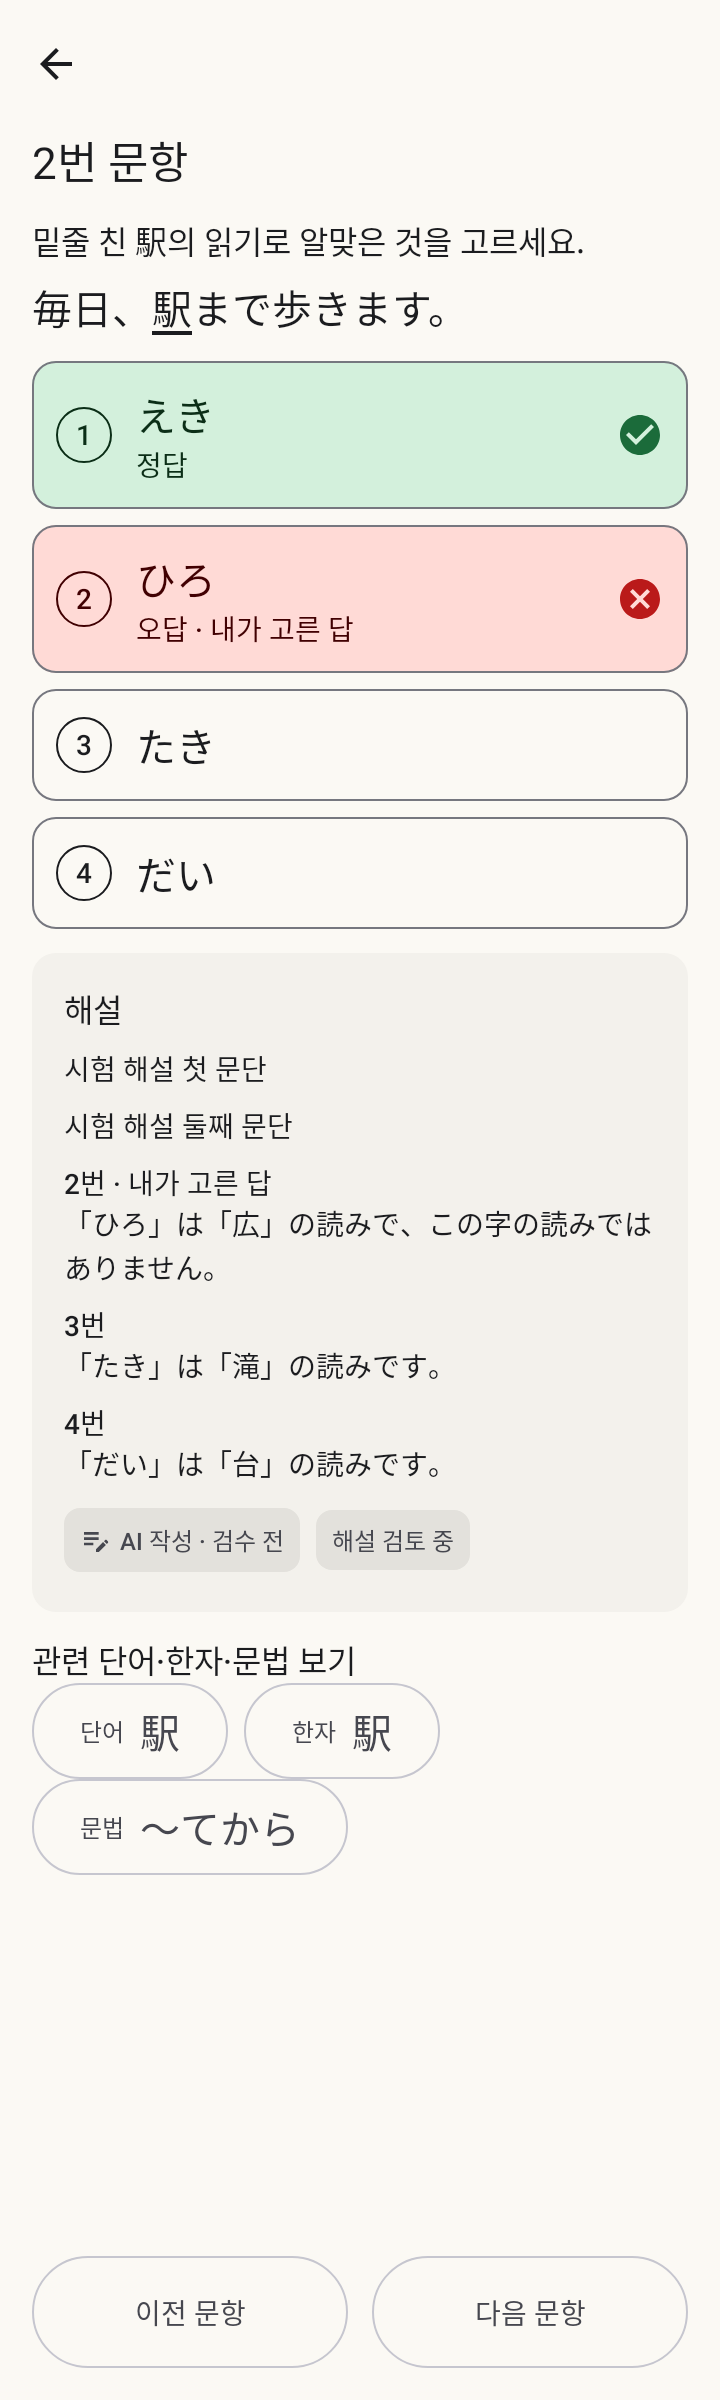 2번 문항
밑줄 친 駅의 읽기로 알맞은 것을 고르세요.
毎日、駅まで歩きます。
1
えき
정답
2
ひろ
오답 · 내가 고른 답
3
たき
4
だい
해설
시험 해설 첫 문단
시험 해설 둘째 문단
2번 · 내가 고른 답
「ひろ」は「広」の読みで、この字の読みでは
ありません。
3번
「たき」は「滝」の読みです。
4번
「だい」は「台」の読みです。
AI 작성 · 검수 전
해설 검토 중
관련 단어·한자·문법 보기
단어 駅
한자 駅
문법 〜てから
이전 문항
다음 문항